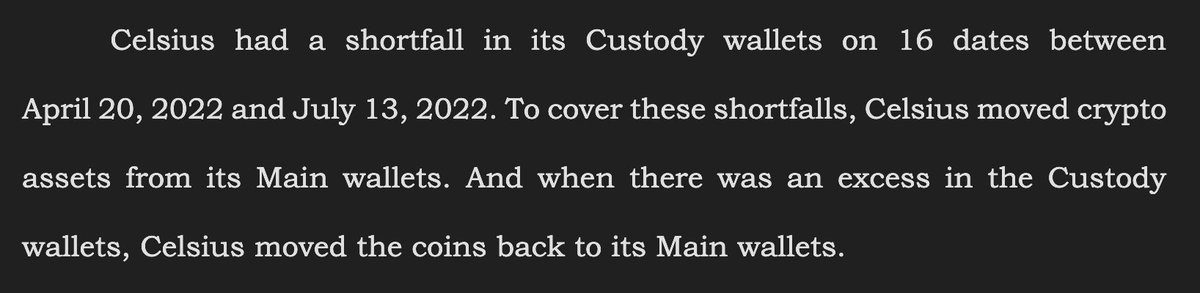 Celsius had a shortfall in its Custody wallets on 16 dates between
April 20, 2022 and July 13, 2022. To cover these shortfalls, Celsius moved crypto
assets from its Main wallets. And when there was an excess in the Custody
wallets, Celsius moved the coins back to its Main wallets.